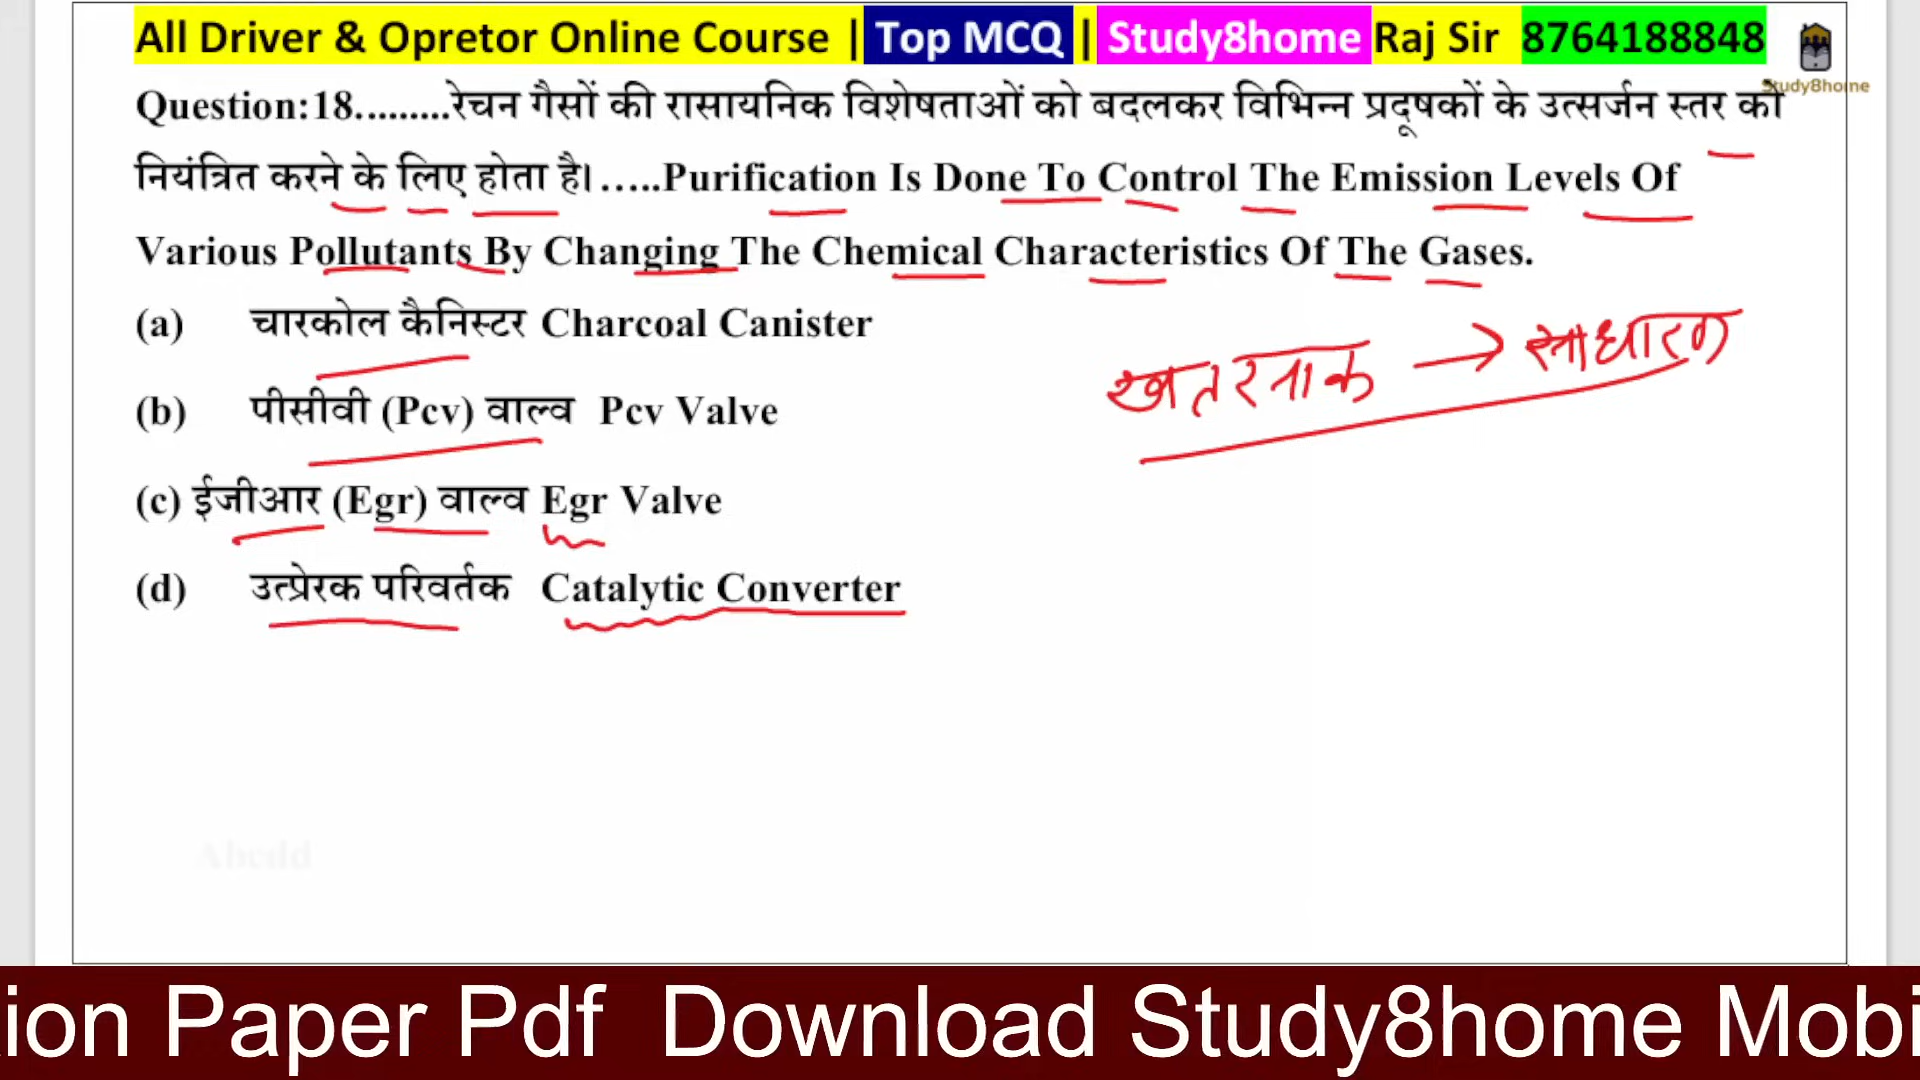 All Driver & Opretor Online Course | Top MCQ | Study8home Raj Sir 8764188848
Study8home
Question:18..........रेचन गैसों की रासायनिक विशेषताओं को बदलकर विभिन्न प्रदूषकों के उत्सर्जन स्तर को
नियंत्रित करने के लिए होता है।…..Purification Is Done To Control The Emission Levels Of
Various Pollutants By Changing The Chemical Characteristics Of The Gases.
(a) चारकोल कैनिस्टर Charcoal Canister
खतरनाक → साधारण
(b) पीसीवी (Pcv) वाल्व Pcv Valve
(c) ईजीआर (Egr) वाल्व Egr Valve
(d) उत्प्रेरक परिवर्तक Catalytic Converter
Abcdd
ion Paper Pdf Download Study8home Mobi